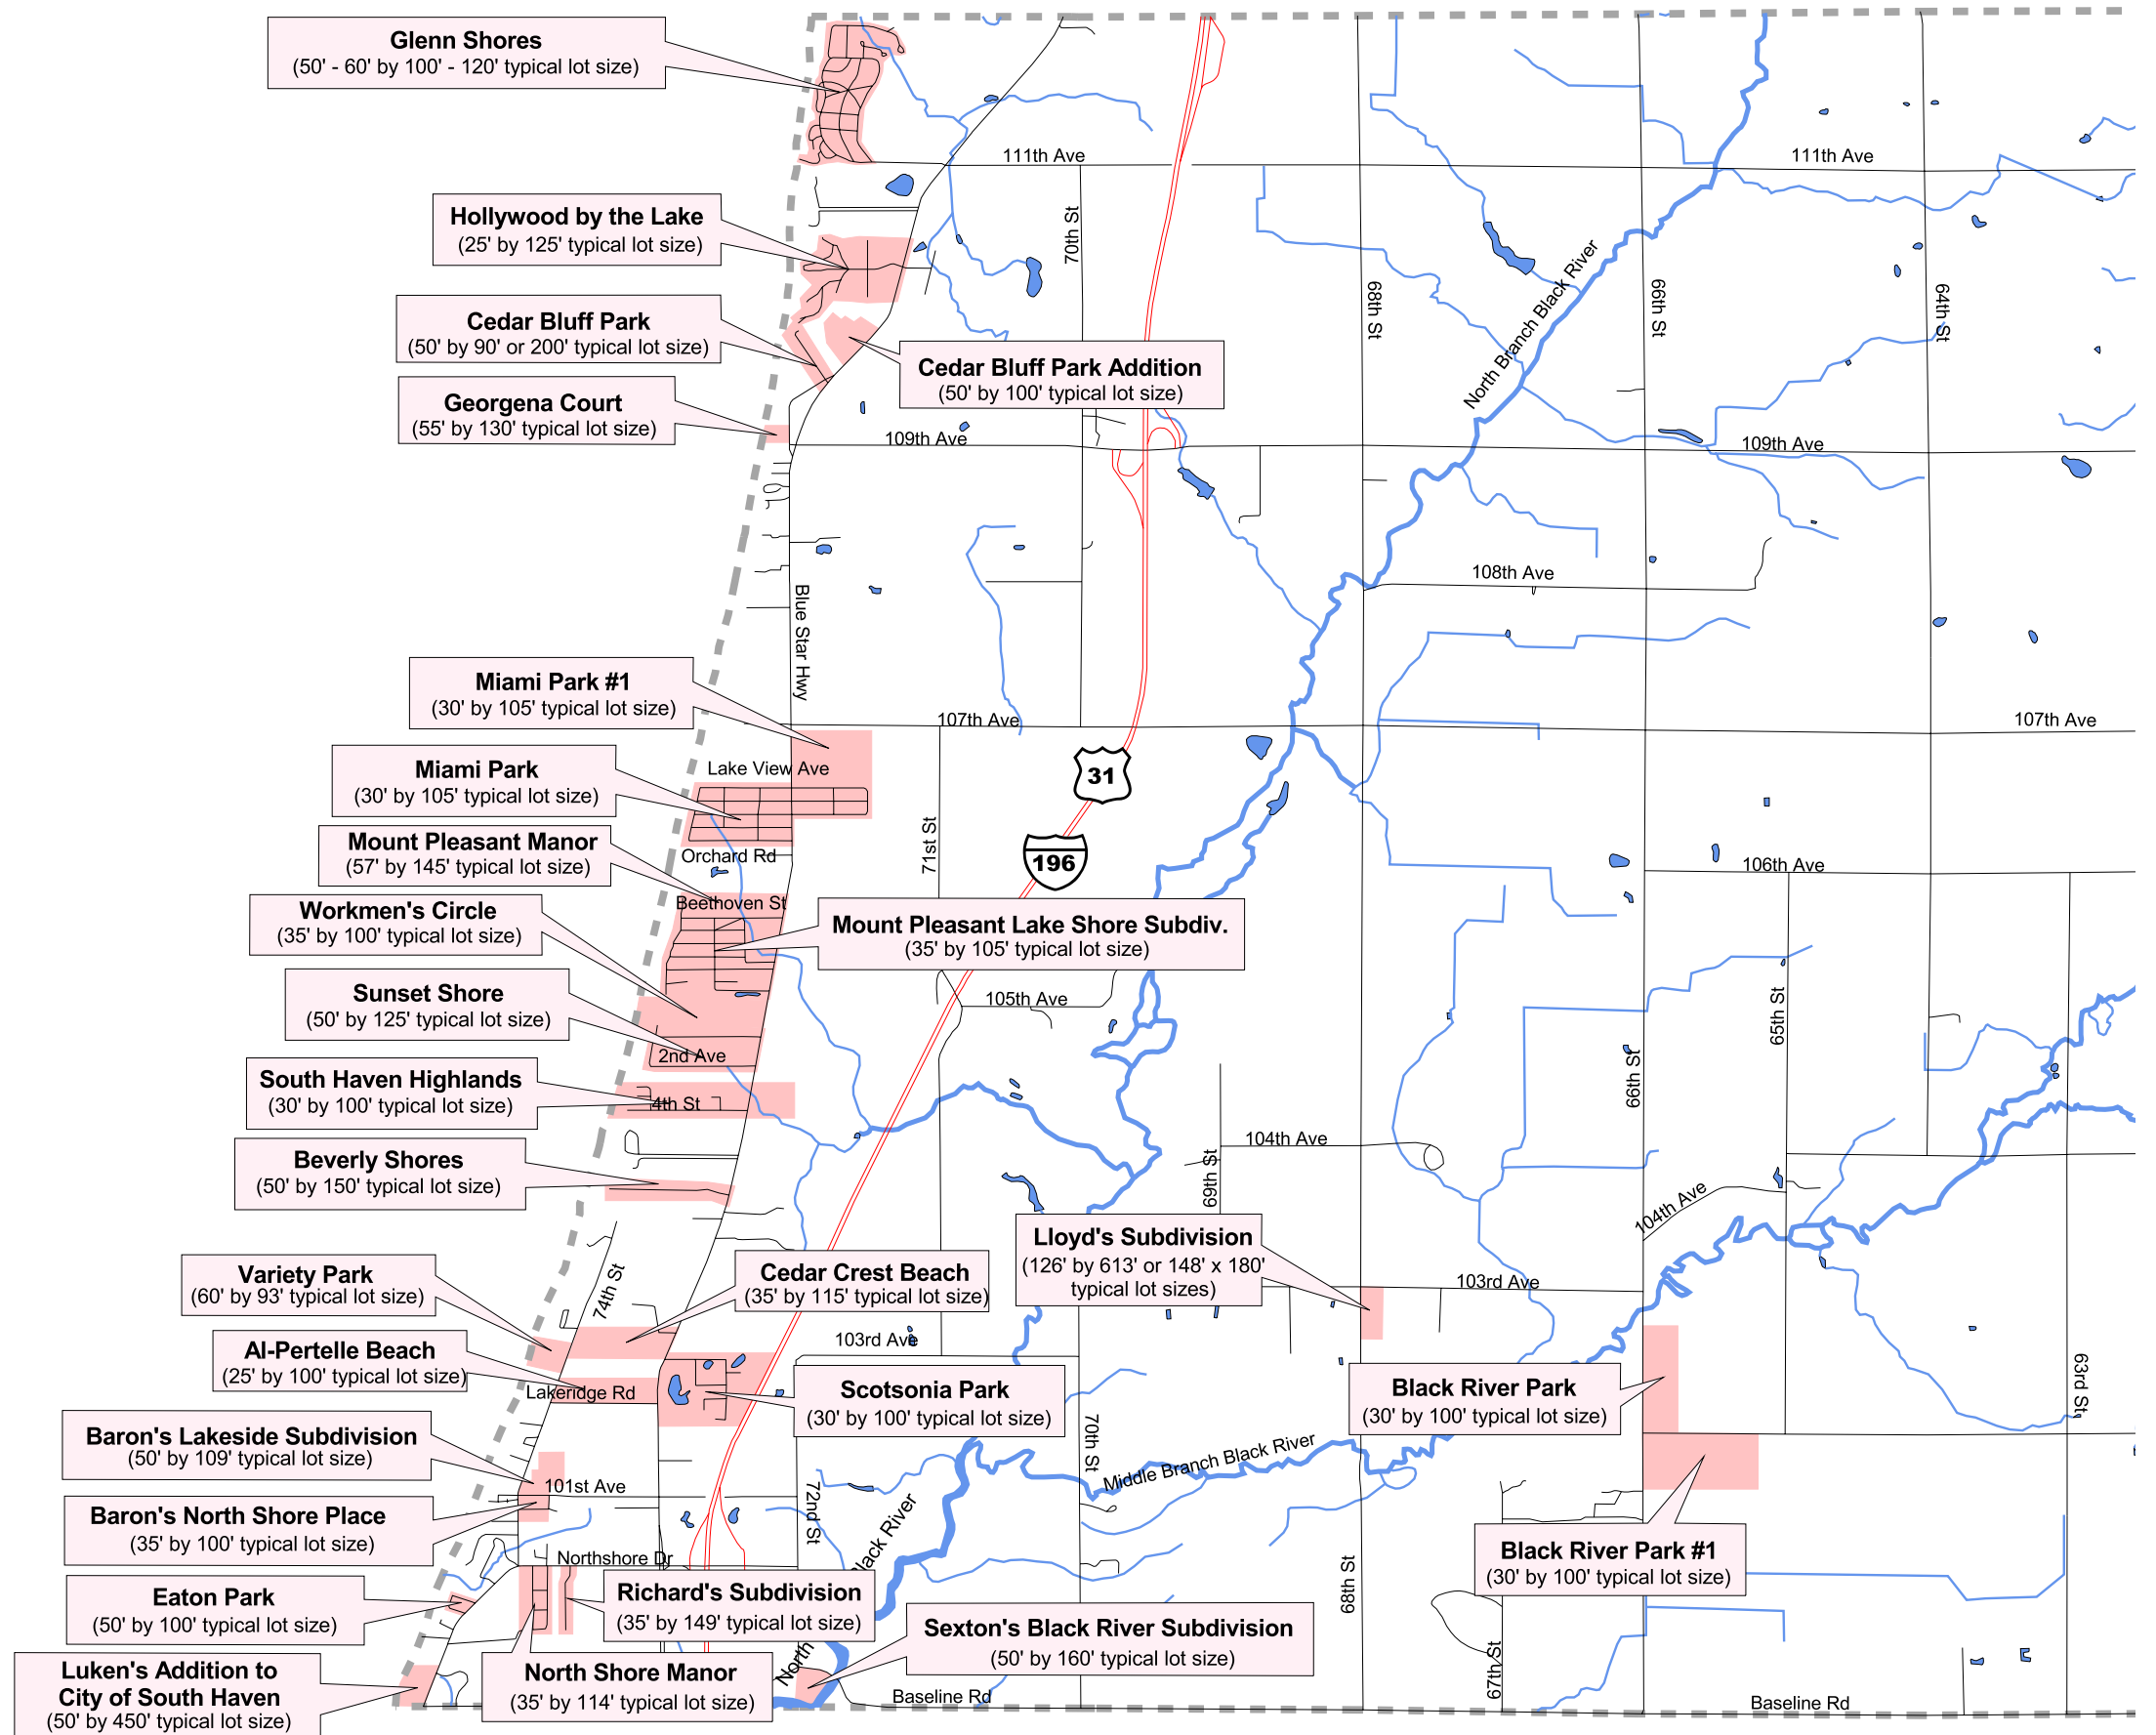 Glenn Shores
(50' - 60' by 100' - 120' typical lot size)
111th Ave
111th Ave
Hollywood by the Lake
(25' by 125' typical lot size)
70th St
North Branch Black River
68th St
66th St
64th St
Cedar Bluff Park
(50' by 90' or 200' typical lot size)
Cedar Bluff Park Addition
(50' by 100' typical lot size)
Georgena Court
(55' by 130' typical lot size)
109th Ave
109th Ave
108th Ave
Blue Star Hwy
Miami Park #1
(30' by 105' typical lot size)
107th Ave
107th Ave
Lake View Ave
31
Miami Park
(30' by 105' typical lot size)
Mount Pleasant Manor
(57' by 145' typical lot size)
Orchard Rd
71st St
196
106th Ave
Workmen's Circle
(35' by 100' typical lot size)
Beethoven St
Mount Pleasant Lake Shore Subdiv.
(35' by 105' typical lot size)
Sunset Shore
(50' by 125' typical lot size)
105th Ave
65th St
2nd Ave
66th St
South Haven Highlands
(30' by 100' typical lot size)
4th St
104th Ave
Beverly Shores
(50' by 150' typical lot size)
69th St
104th Ave
Lloyd's Subdivision
(126' by 613' or 148' x 180'
typical lot sizes)
Variety Park
(60' by 93' typical lot size)
74th St
Cedar Crest Beach
(35' by 115' typical lot size)
103rd Ave
103rd Ave
Al-Pertelle Beach
(25' by 100' typical lot size)
Lakeridge Rd
Scotsonia Park
(30' by 100' typical lot size)
Black River Park
(30' by 100' typical lot size)
63rd St
Baron's Lakeside Subdivision
(50' by 109' typical lot size)
70th St
Middle Branch Black River
101st Ave
72nd St
Baron's North Shore Place
(35' by 100' typical lot size)
Northshore Dr
Black River Park #1
(30' by 100' typical lot size)
Eaton Park
(50' by 100' typical lot size)
Richard's Subdivision
(35' by 149' typical lot size)
68th St
Sexton's Black River Subdivision
(50' by 160' typical lot size)
North
Black River
67th St
Luken's Addition to
City of South Haven
(50' by 450' typical lot size)
North Shore Manor
(35' by 114' typical lot size)
Baseline Rd
Baseline Rd